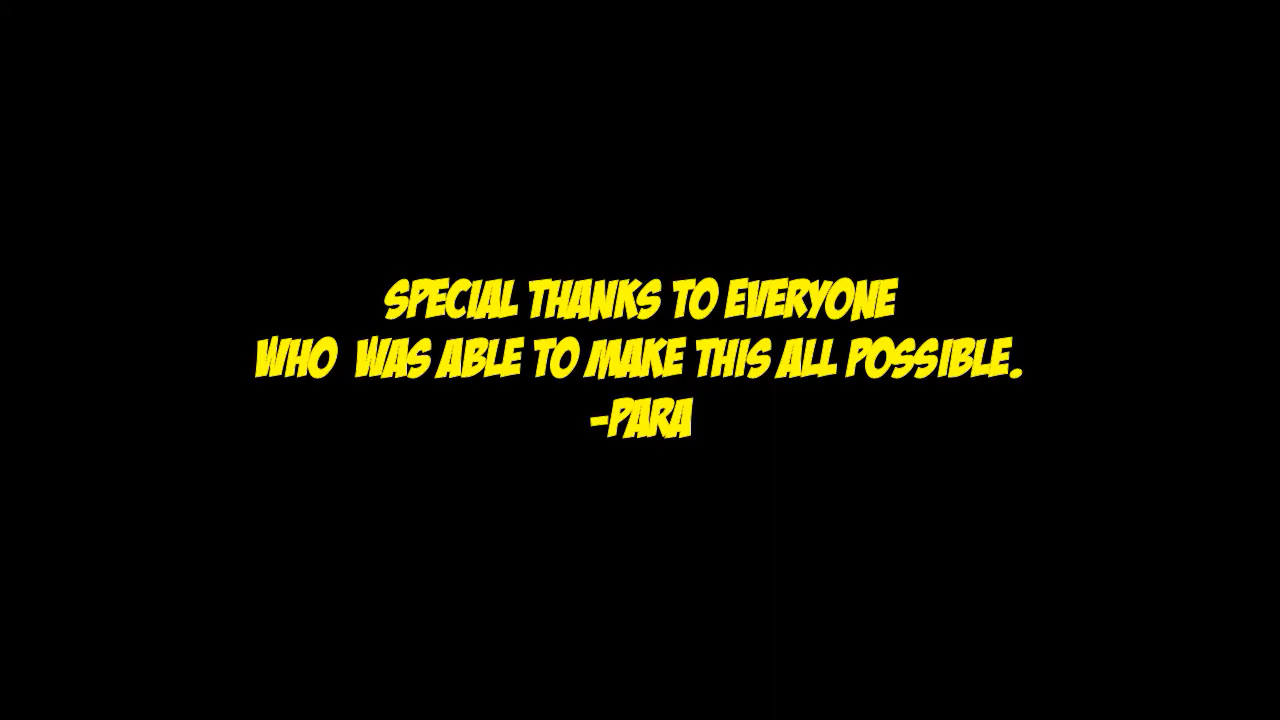 SPECIAL THANKS TO EVERYONE
WHO  WAS ABLE TO MAKE THIS ALL POSSIBLE.
-PARA